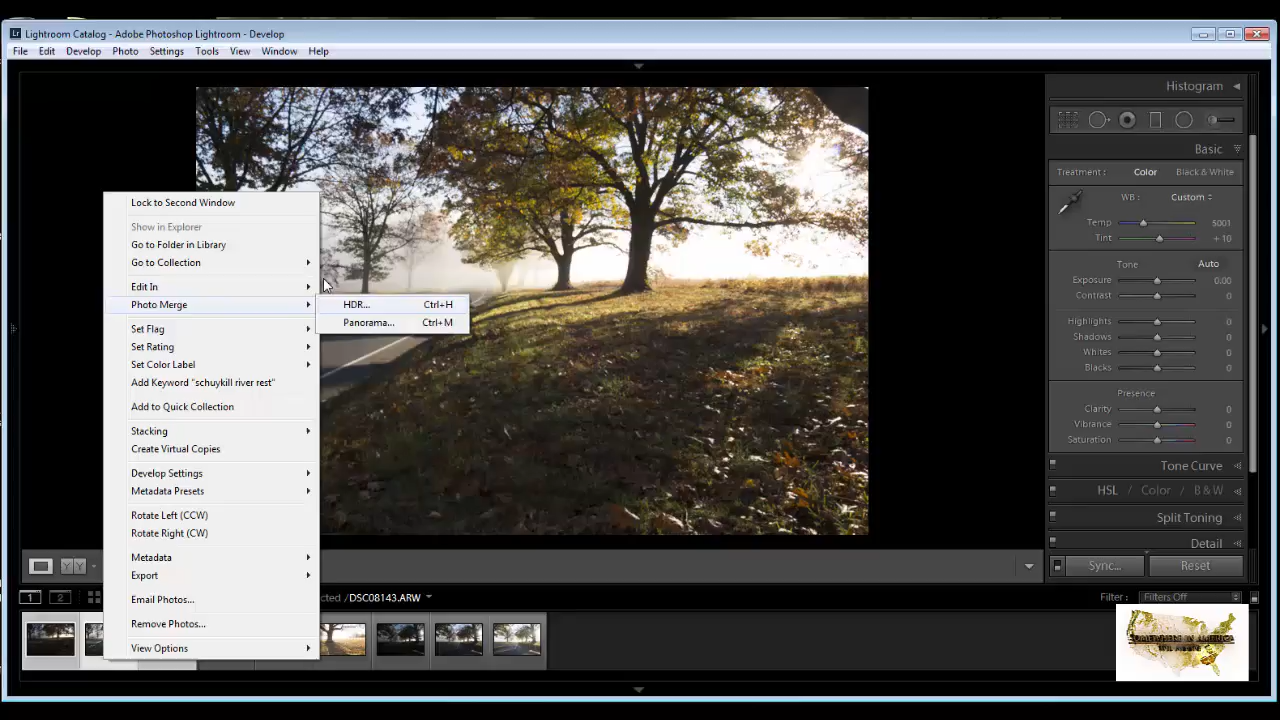 Lightroom Catalog - Adobe Photoshop Lightroom - Develop
File Edit Develop Photo Settings Tools View Window Help
Histogram
Basic
Treatment : Color Black & White
WB : Custom
Temp 5001
Tint + 10
Tone Auto
Exposure 0.00
Contrast 0
Highlights 0
Shadows 0
Whites 0
Blacks 0
Presence
Clarity 0
Vibrance 0
Saturation 0
Tone Curve
HSL / Color / B & W
Split Toning
Detail
Sync... Reset
Lock to Second Window
Show in Explorer
Go to Folder in Library
Go to Collection
Edit In
Photo Merge
HDR... Ctrl+H
Panorama... Ctrl+M
Set Flag
Set Rating
Set Color Label
Add Keyword "schuykill river rest"
Add to Quick Collection
Stacking
Create Virtual Copies
Develop Settings
Metadata Presets
Rotate Left (CCW)
Rotate Right (CW)
Metadata
Export
Email Photos...
Remove Photos...
View Options
YY
1 2 ected / DSC08143.ARW Filter : Filters Off